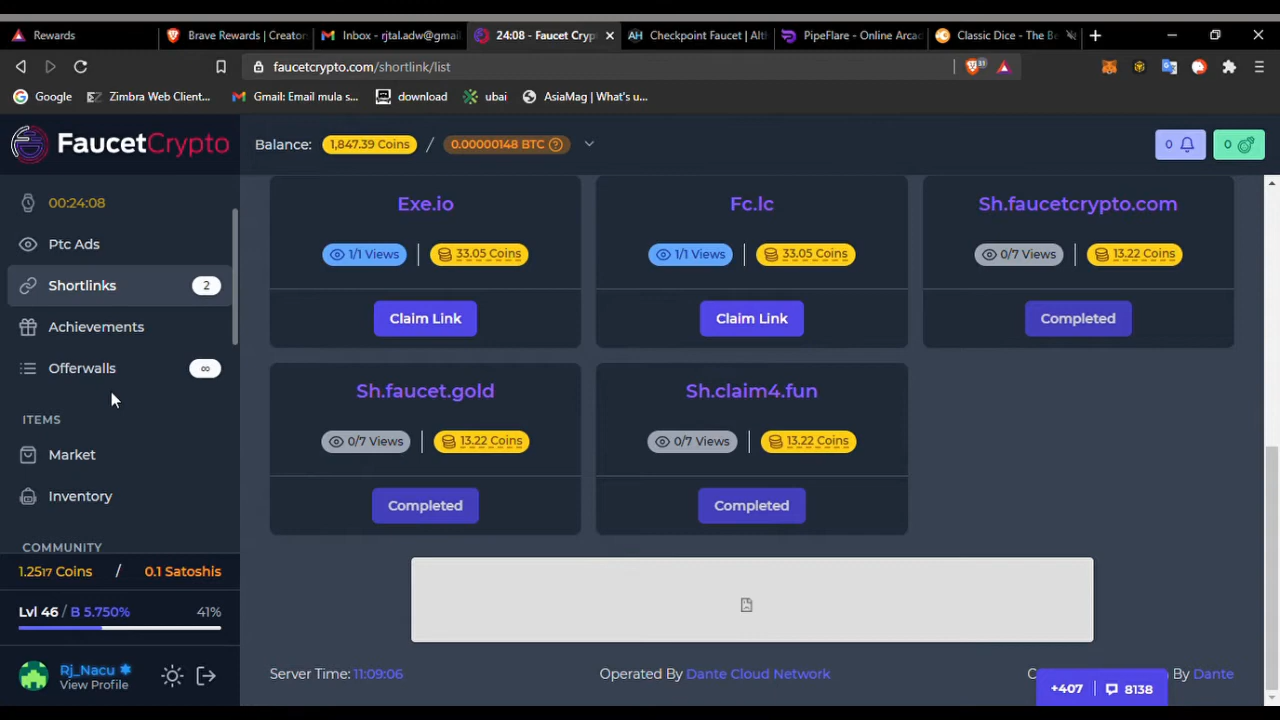 Rewards
Brave Rewards | Creator
Inbox - rjtal.adw@gmail
24:08 - Faucet Cryp
Checkpoint Faucet | Alt
PipeFlare - Online Arca
Classic Dice - The B
faucetcrypto.com/shortlink/list
Google
Zimbra Web Client...
Gmail: Email mula s...
download
ubai
AsiaMag | What's u...
FaucetCrypto
Balance: 1,847.39 Coins / 0.00000148 BTC
0
0
00:24:08
Ptc Ads
Shortlinks 2
Achievements
Offerwalls ∞
ITEMS
Market
Inventory
COMMUNITY
1.2517 Coins / 0.1 Satoshis
Lvl 46 / B 5.750% 41%
Rj_Nacu
View Profile
Exe.io
1/1 Views 33.05 Coins
Claim Link
Fc.lc
1/1 Views 33.05 Coins
Claim Link
Sh.faucetcrypto.com
0/7 Views 13.22 Coins
Completed
Sh.faucet.gold
0/7 Views 13.22 Coins
Completed
Sh.claim4.fun
0/7 Views 13.22 Coins
Completed
Server Time: 11:09:06
Operated By Dante Cloud Network
By Dante
+407 8138